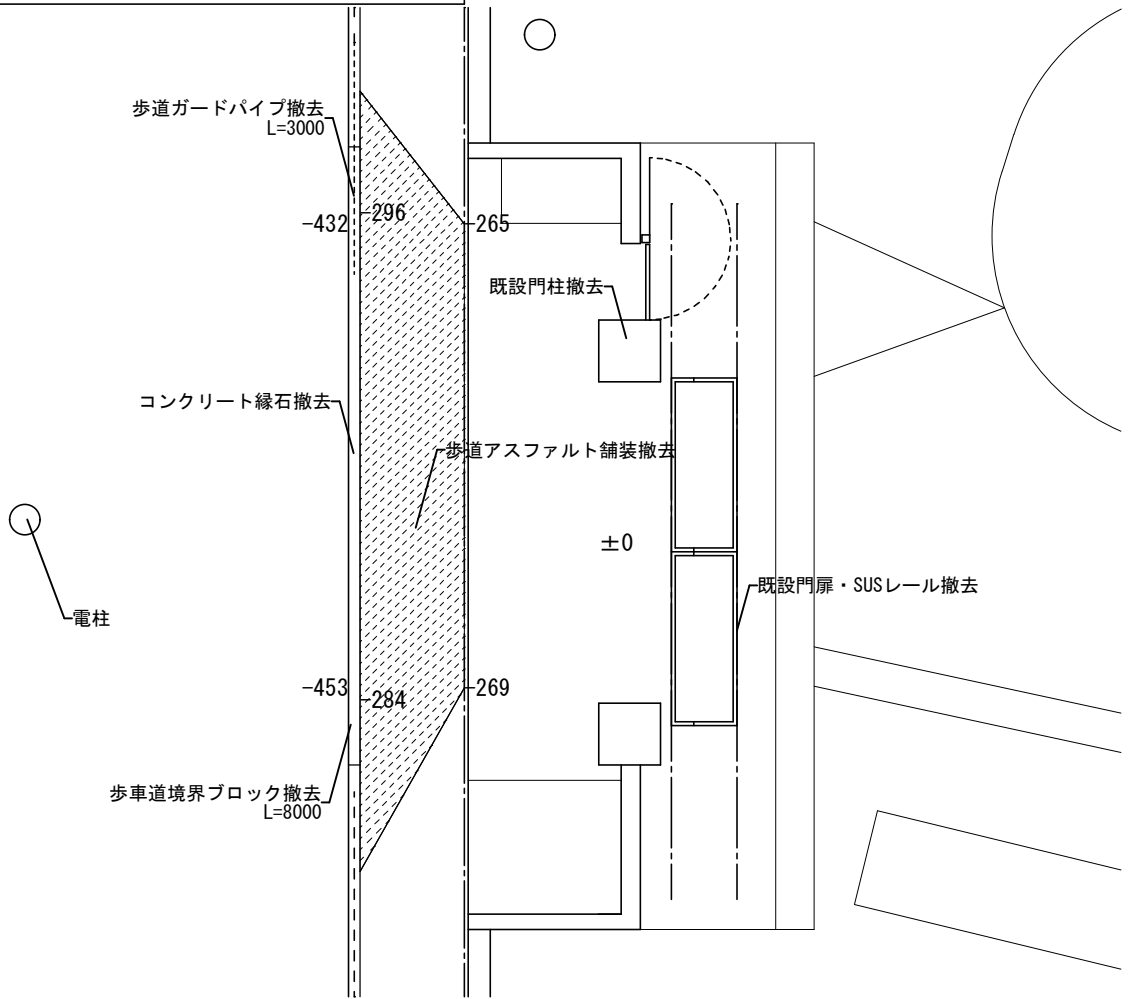 歩道ガードパイプ撤去
L=3000
-432
-296
-265
既設門柱撤去
コンクリート縁石撤去
歩道アスファルト舗装撤去
±0
既設門扉・SUSレール撤去
電柱
-453
-284
-269
歩車道境界ブロック撤去
L=8000